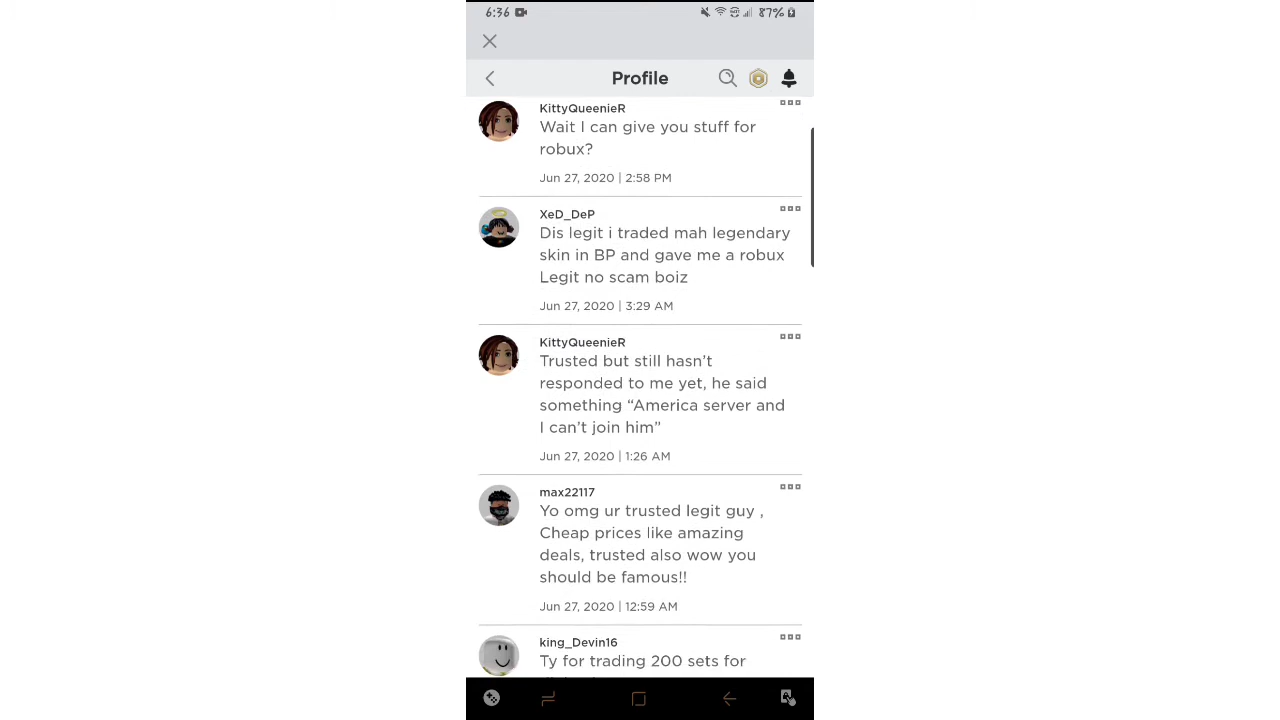 6:36
87%
Profile
KittyQueenieR
Wait I can give you stuff for
robux?
Jun 27, 2020 | 2:58 PM
XeD_DeP
Dis legit i traded mah legendary
skin in BP and gave me a robux
Legit no scam boiz
Jun 27, 2020 | 3:29 AM
KittyQueenieR
Trusted but still hasn’t
responded to me yet, he said
something “America server and
I can’t join him”
Jun 27, 2020 | 1:26 AM
max22117
Yo omg ur trusted legit guy ,
Cheap prices like amazing
deals, trusted also wow you
should be famous!!
Jun 27, 2020 | 12:59 AM
king_Devin16
Ty for trading 200 sets for